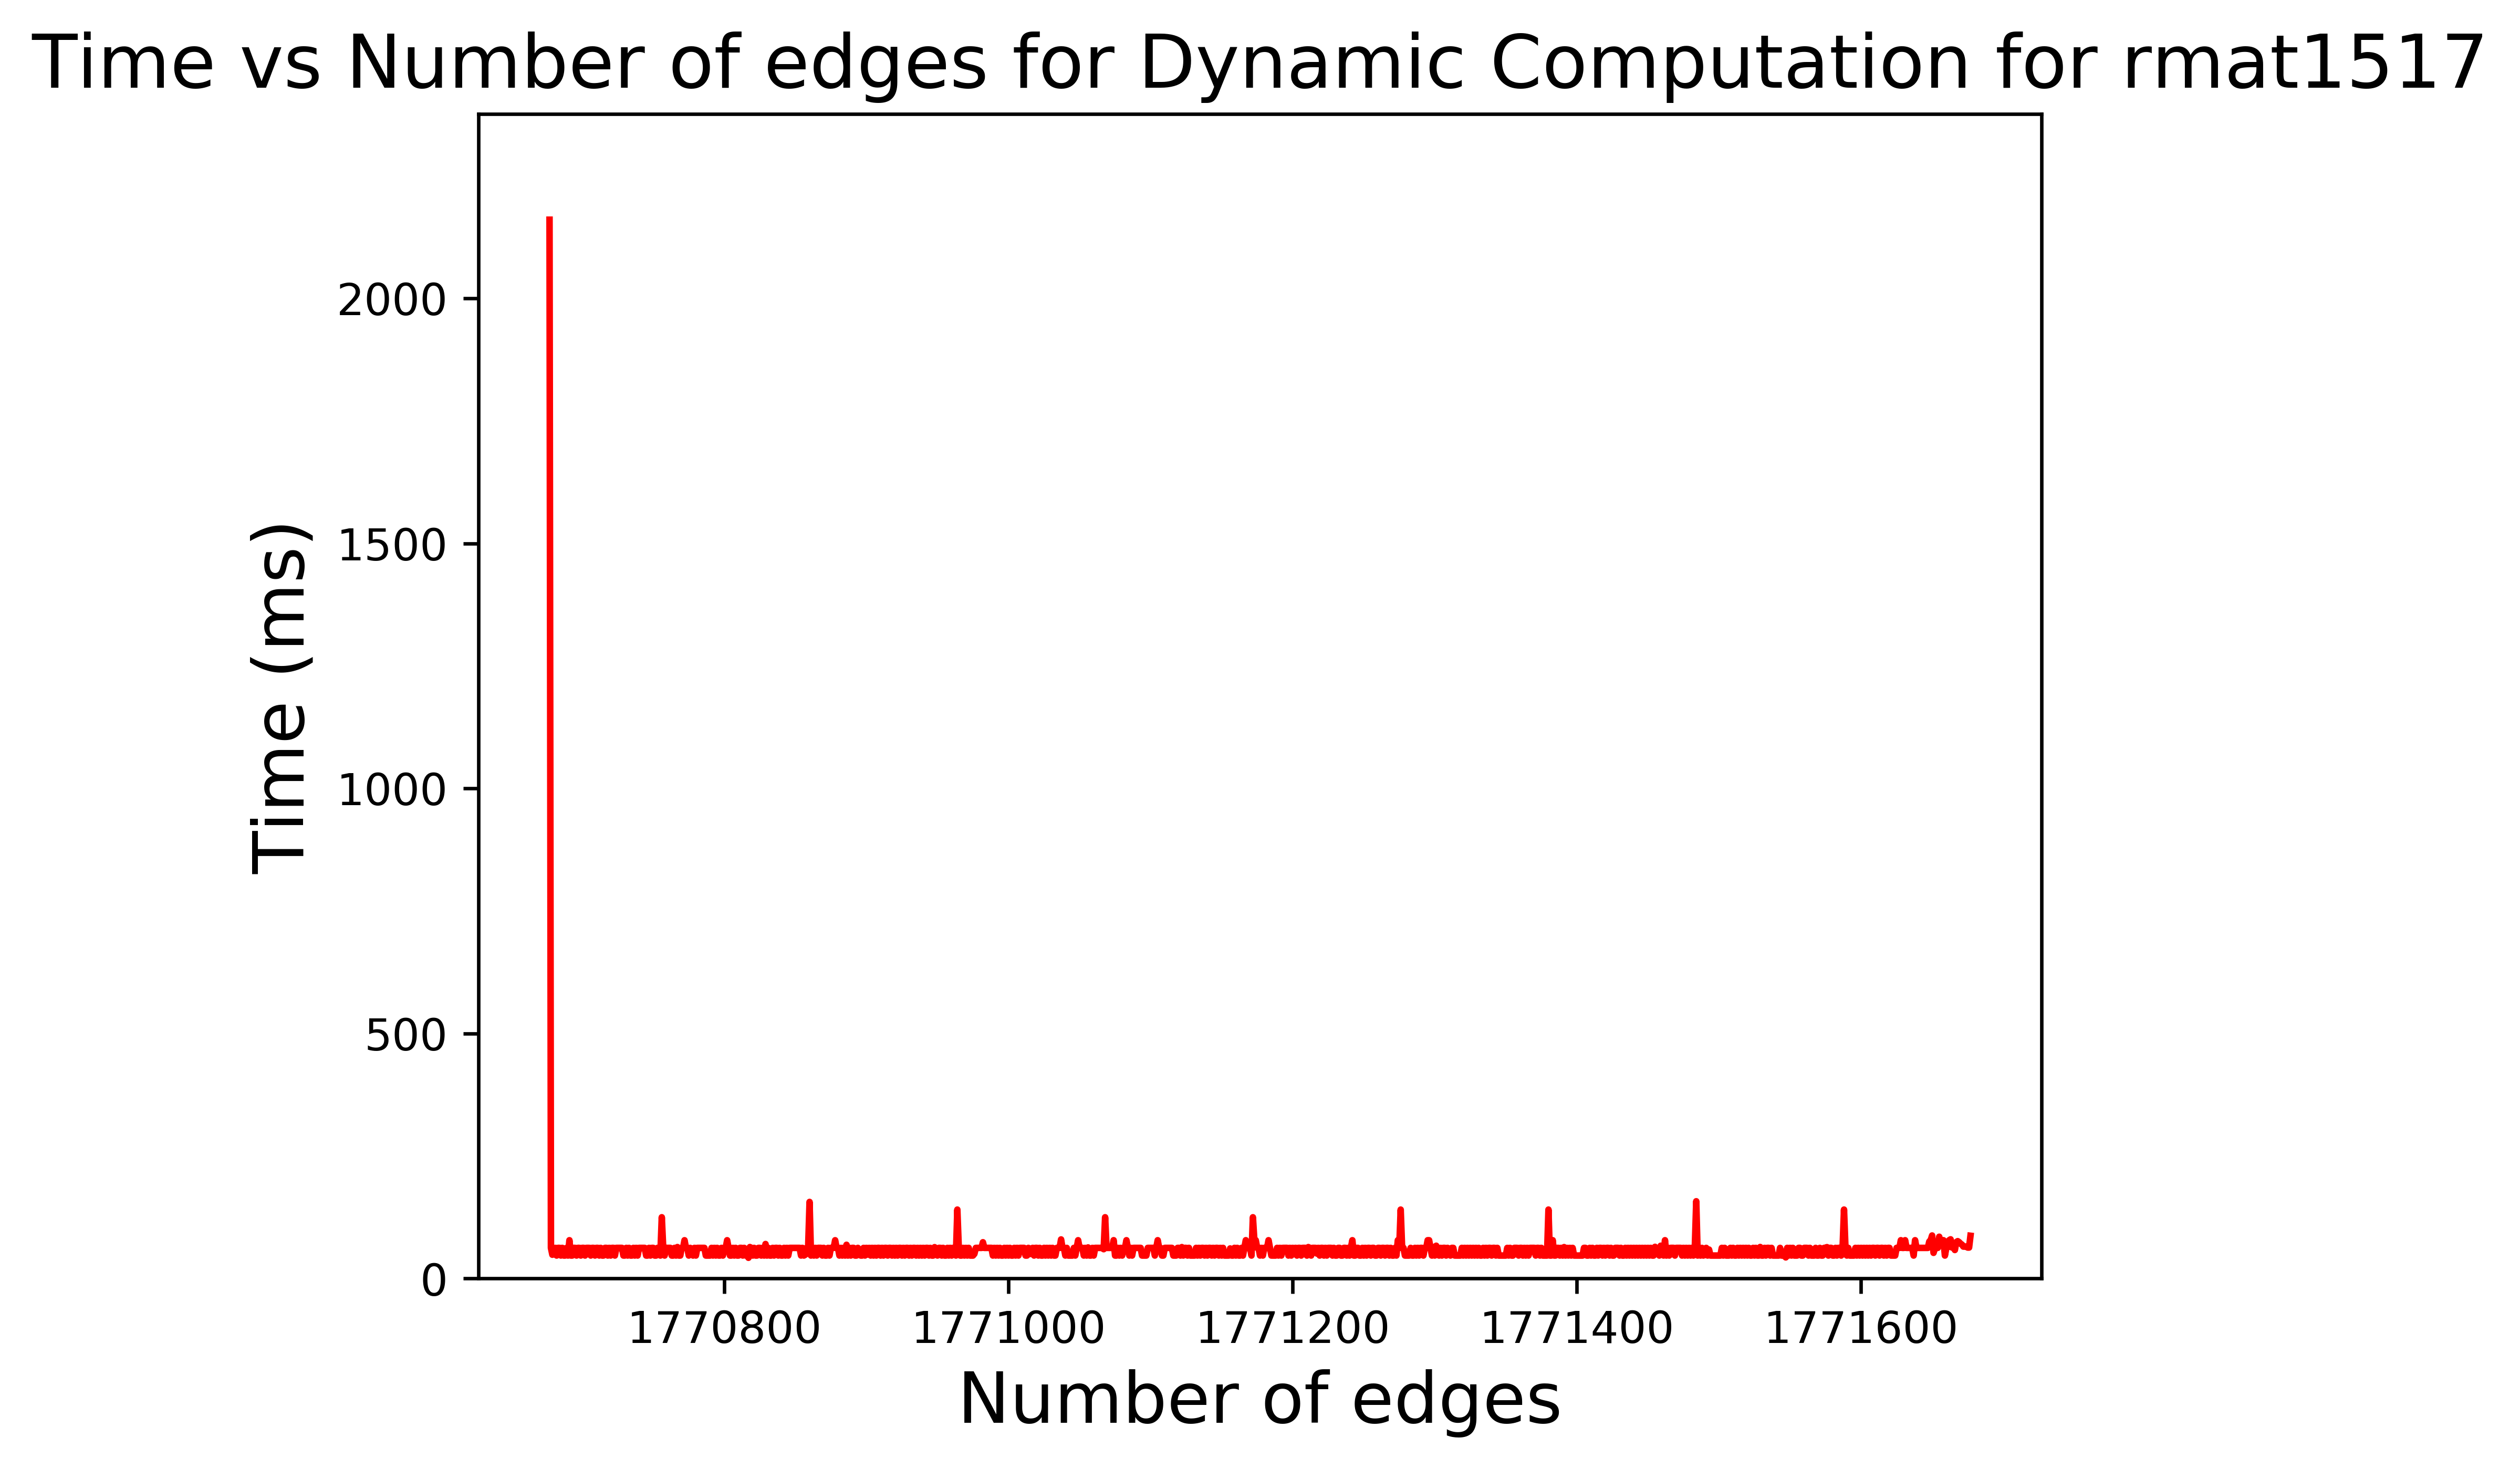 Time vs Number of edges for Dynamic Computation for rmat1517
2000
1500
1000
500
0
Time (ms)
1770800 1771000 1771200 1771400 1771600
Number of edges